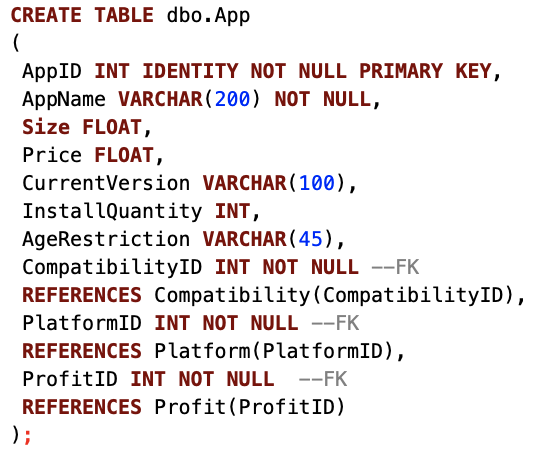 CREATE TABLE dbo.App
(
AppID INT IDENTITY NOT NULL PRIMARY KEY,
AppName VARCHAR(200) NOT NULL,
Size FLOAT,
Price FLOAT,
CurrentVersion VARCHAR(100),
InstallQuantity INT,
AgeRestriction VARCHAR(45),
CompatibilityID INT NOT NULL --FK
REFERENCES Compatibility(CompatibilityID),
PlatformID INT NOT NULL --FK
REFERENCES Platform(PlatformID),
ProfitID INT NOT NULL  --FK
REFERENCES Profit(ProfitID)
);